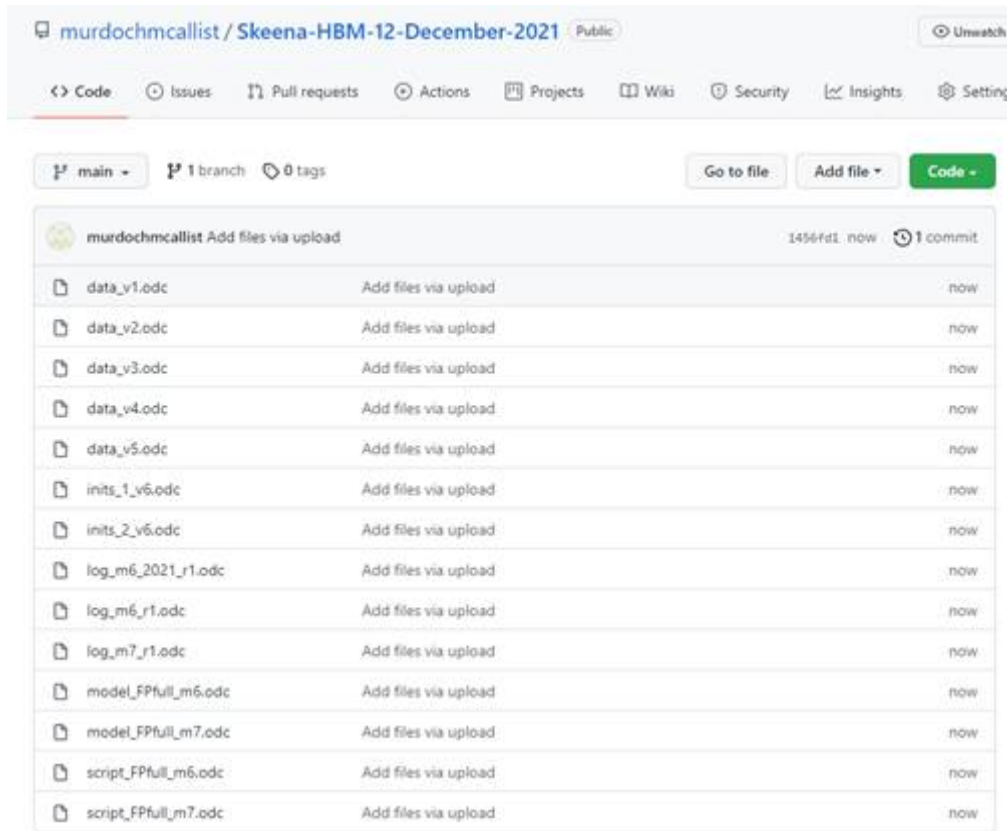 murdochmcallist / Skeena-HBM-12-December-2021 Public Unwatch
<> Code Issues Pull requests Actions Projects Wiki Security Insights Setting
main 1 branch 0 tags Go to file Add file Code
murdochmcallist Add files via upload 1456fd1 now 1 commit
data_v1.odc Add files via upload now
data_v2.odc Add files via upload now
data_v3.odc Add files via upload now
data_v4.odc Add files via upload now
data_v5.odc Add files via upload now
inits_1_v6.odc Add files via upload now
inits_2_v6.odc Add files via upload now
log_m6_2021_r1.odc Add files via upload now
log_m6_r1.odc Add files via upload now
log_m7_r1.odc Add files via upload now
model_FPfull_m6.odc Add files via upload now
model_FPfull_m7.odc Add files via upload now
script_FPfull_m6.odc Add files via upload now
script_FPfull_m7.odc Add files via upload now